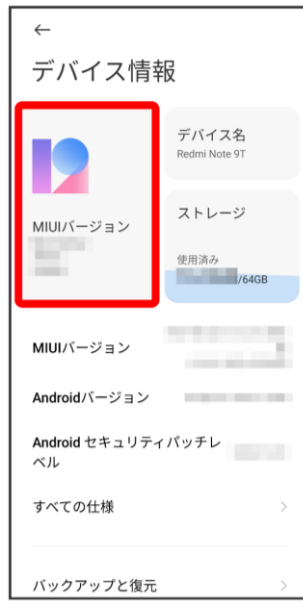 デバイス情報
MIUIバージョン
デバイス名
Redmi Note 9T
ストレージ
使用済み
/64GB
MIUIバージョン
Androidバージョン
Android セキュリティパッチレ
ベル
すべての仕様
バックアップと復元